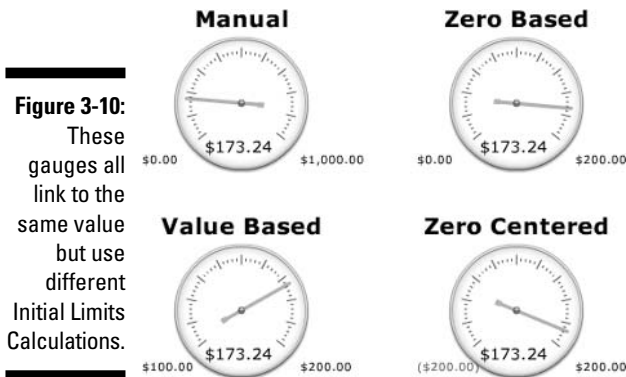 Figure 3-10:
These
gauges all
link to the
same value
but use
different
Initial Limits
Calculations.
Manual
$173.24
$0.00
$1,000.00
Zero Based
$173.24
$0.00
$200.00
Value Based
$173.24
$100.00
$200.00
Zero Centered
$173.24
($200.00)
$200.00